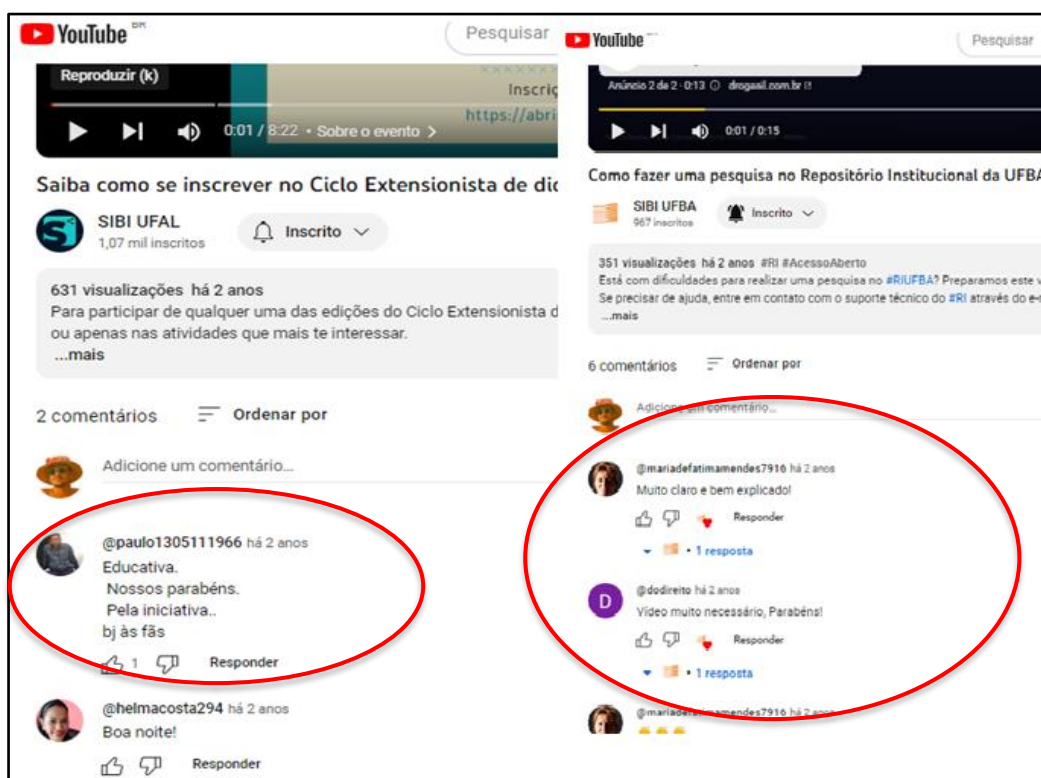 YouTube BR
Pesquisar
Reproduzir (k)
Inscriç
https://abri
0:01 / 8:22 • Sobre o evento >
Saiba como se inscrever no Ciclo Extensionista de dic
SIBI UFAL
1,07 mil inscritos
Inscrito
631 visualizações há 2 anos
Para participar de qualquer uma das edições do Ciclo Extensionista d
ou apenas nas atividades que mais te interessar.
...mais
2 comentários
Ordenar por
Adicione um comentário...
@paulo1305111966 há 2 anos
Educativa.
Nossos parabéns.
Pela iniciativa..
bj às fãs
1
Responder
@helmacosta294 há 2 anos
Boa noite!
Responder
YouTube
Pesquisar
Anúncio 2 de 2 · 0:13 drogasil.com.br
0:01 / 0:15
Como fazer uma pesquisa no Repositório Institucional da UFBA
SIBI UFBA
967 inscritos
Inscrito
351 visualizações há 2 anos #RI #AcessoAberto
Está com dificuldades para realizar uma pesquisa no #RIUFBA? Preparamos este v
Se precisar de ajuda, entre em contato com o suporte técnico do #RI através do e-r
...mais
6 comentários
Ordenar por
Adicione um comentário...
@mariadefatimamendes7916 há 2 anos
Muito claro e bem explicado!
Responder
• 1 resposta
D
@dodireito há 2 anos
Vídeo muito necessário, Parabéns!
Responder
• 1 resposta
@mariadefatimamendes7916 há 2 anos